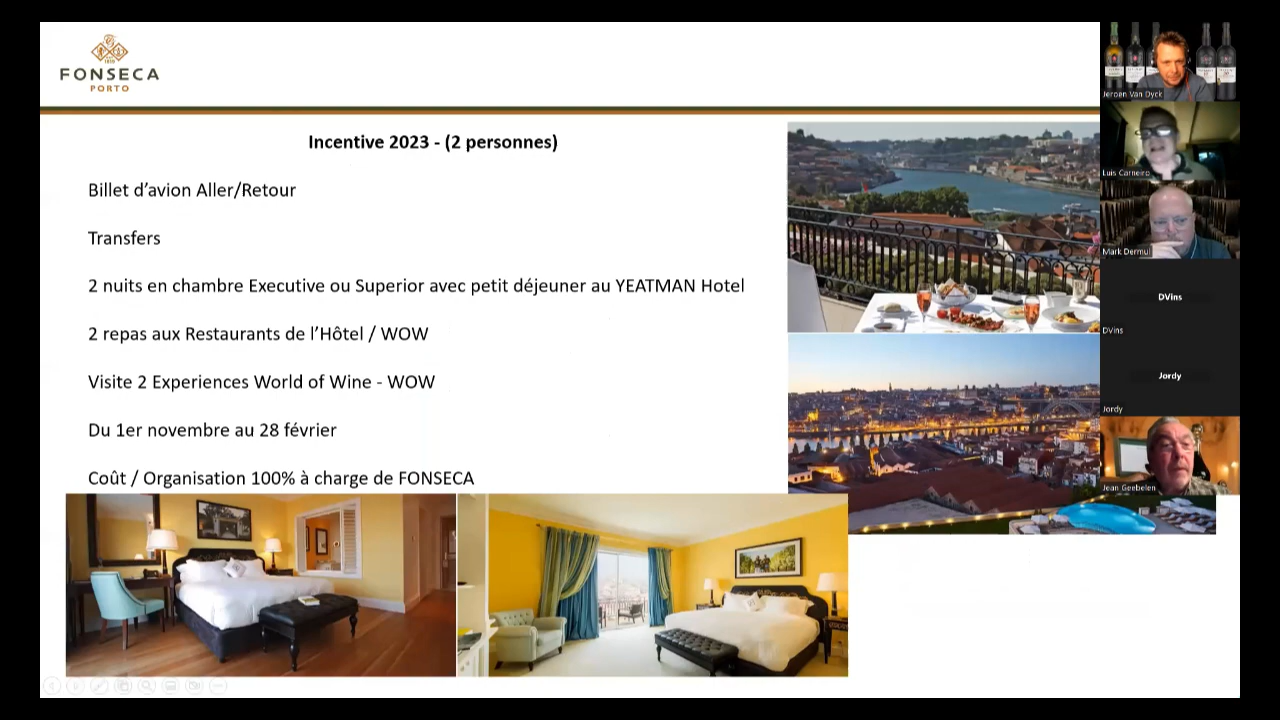 FONSECA
PORTO
Incentive 2023 - (2 personnes)
Billet d’avion Aller/Retour
Transfers
2 nuits en chambre Executive ou Superior avec petit déjeuner au YEATMAN Hotel
2 repas aux Restaurants de l’Hôtel / WOW
Visite 2 Experiences World of Wine - WOW
Du 1er novembre au 28 février
Coût / Organisation 100% à charge de FONSECA
Jeroen Van Dyck
Luis Carneiro
Mark Dermul
DVins
DVins
Jordy
Jordy
Jean Geebelen